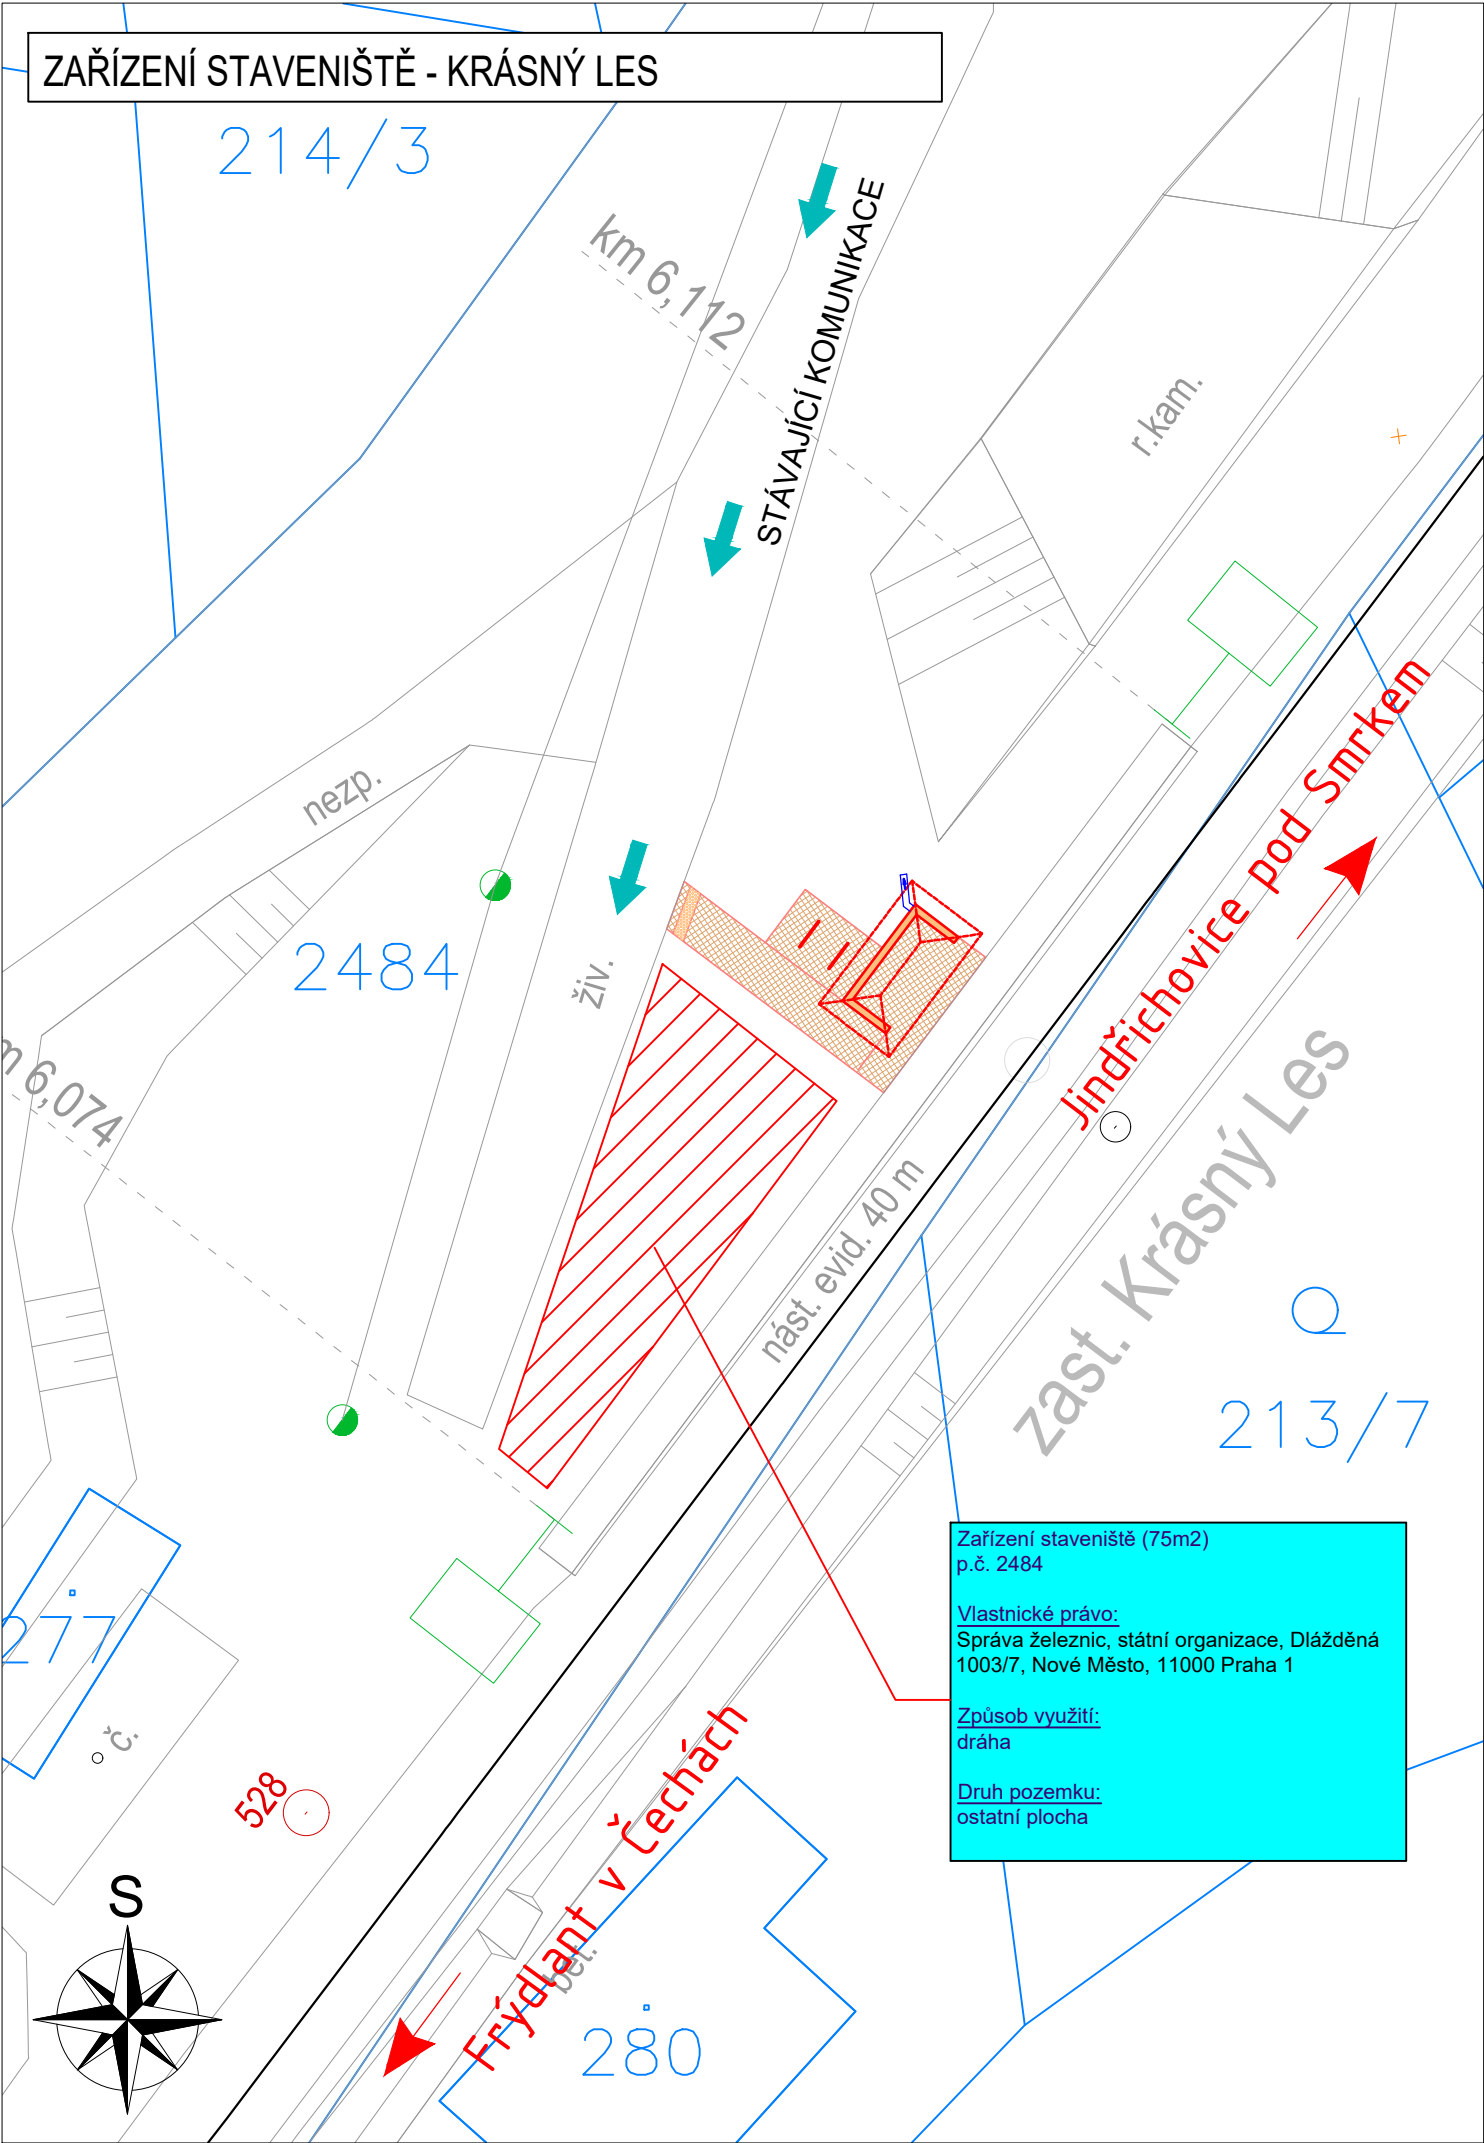 ZAŘÍZENÍ STAVENIŠTĚ - KRÁSNÝ LES
214/3
km 6,112
STÁVAJÍCÍ KOMUNIKACE
r.kam.
nezp.
2484
živ.
m 6,074
Jindřichovice pod Smrkem
nást. evid. 40 m
zast. Krásný Les
213/7
Zařízení staveniště (75m2)
p.č. 2484
Vlastnické právo:
Správa železnic, státní organizace, Dlážděná
1003/7, Nové Město, 11000 Praha 1
Způsob využití:
dráha
Druh pozemku:
ostatní plocha
277
č.
528
Frýdlant v Čechách
bet.
S
280